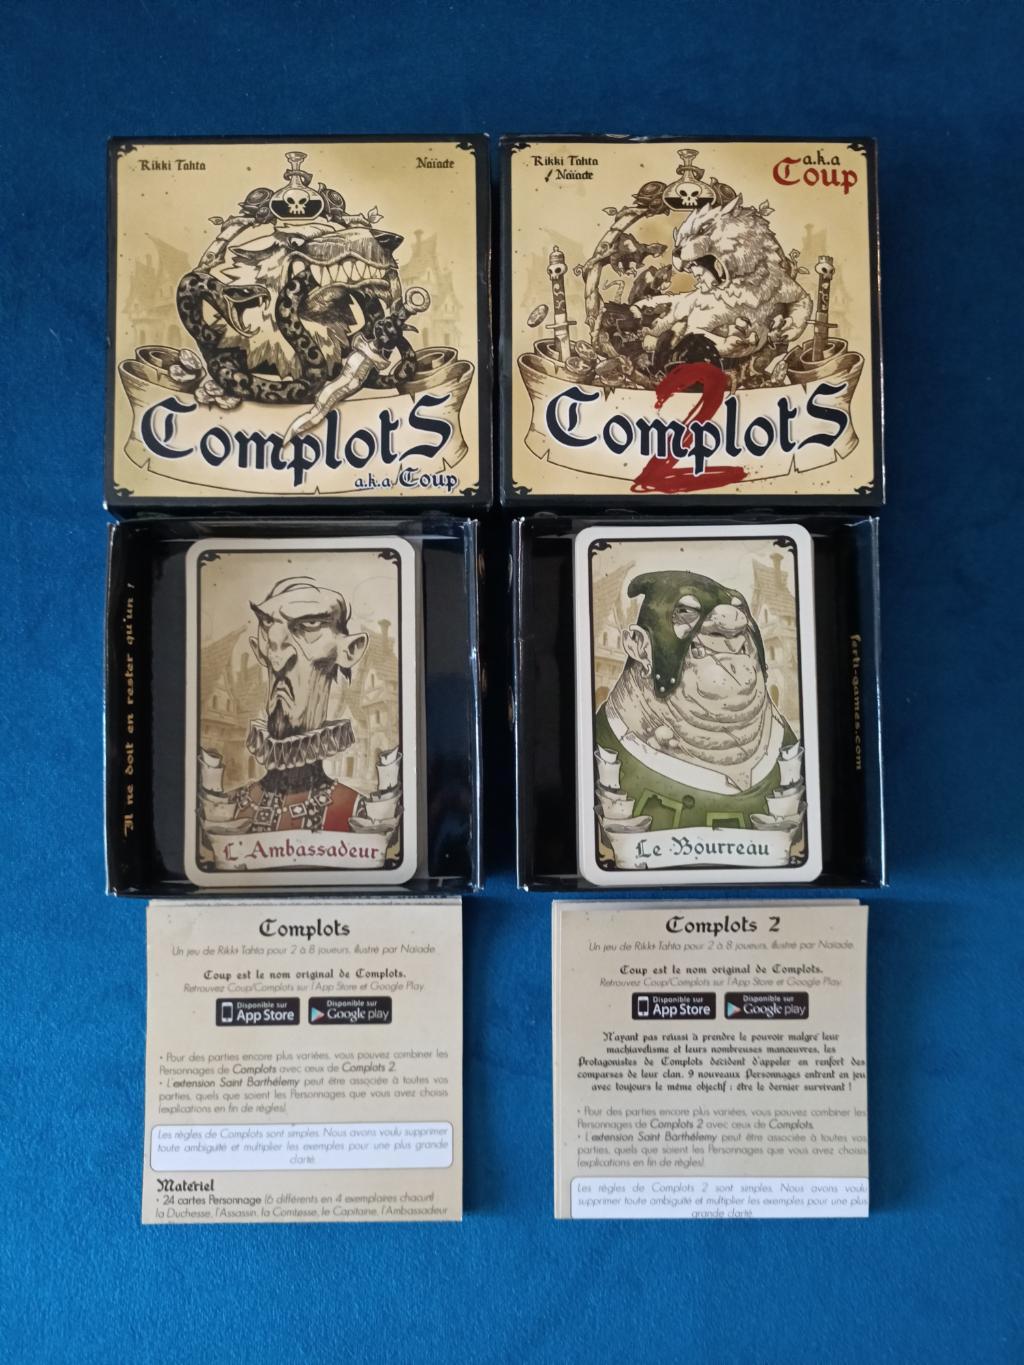 Rikki Tahta
Naïade
Complots
a.k.a Coup
Rikki Tahta
& Naïade
a.k.a
Coup
2
Complots
Il ne doit en rester qu'un !
L'Ambassadeur
Le Bourreau
ferti-games.com
Complots
Un jeu de Rikki Tahta pour 2 à 8 joueurs, illustré par Naïade.
Coup est le nom original de Complots.
Retrouvez Coup/Complots sur l'App Store et Google Play.
Disponible sur
App Store
Disponible sur
Google play
• Pour des parties encore plus variées, vous pouvez combiner les
Personnages de Complots avec ceux de Complots 2.
• L'extension Saint Barthélemy peut être associée à toutes vos
parties, quels que soient les Personnages que vous avez choisis
(explications en fin de règles).
Les règles de Complots sont simples. Nous avons voulu supprimer
toute ambiguïté et multiplier les exemples pour une plus grande
clarté.
Matériel
• 24 cartes Personnage (6 différents en 4 exemplaires chacun:
la Duchesse, l'Assassin, la Comtesse, le Capitaine, l'Ambassadeur
Complots 2
Un jeu de Rikki Tahta pour 2 à 8 joueurs, illustré par Naïade.
Coup est le nom original de Complots.
Retrouvez Coup/Complots sur l'App Store et Google Play.
Disponible sur
App Store
Disponible sur
Google play
N'ayant pas réussi à prendre le pouvoir malgré leur
machiavélisme et leurs nombreuses manœuvres, les
Protagonistes de Complots décident d'appeler en renfort des
comparses de leur clan. 9 nouveaux Personnages entrent en jeu
avec toujours le même objectif : être le dernier survivant !
• Pour des parties encore plus variées, vous pouvez combiner les
Personnages de Complots 2 avec ceux de Complots.
• L'extension Saint Barthélemy peut être associée à toutes vos
parties, quels que soient les Personnages que vous avez choisis
(explications en fin de règles).
Les règles de Complots 2 sont simples. Nous avons voulu
supprimer toute ambiguïté et multiplier les exemples pour une plus
grande clarté.